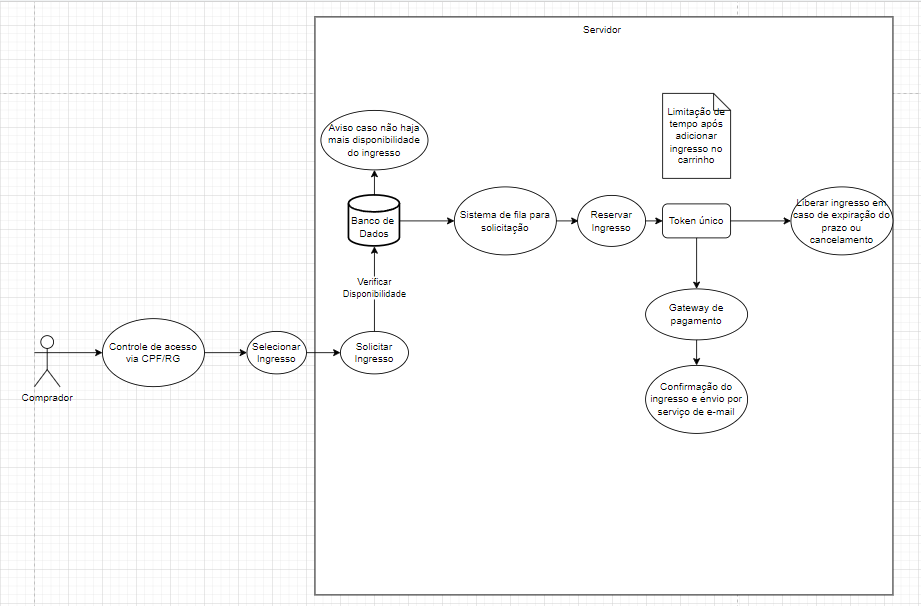 Servidor
Aviso caso não haja
mais disponibilidade
do ingresso
Limitação de
tempo após
adicionar
ingresso no
carrinho
Banco de
Dados
Sistema de fila para
solicitação
Reservar
Ingresso
Token único
Liberar ingresso em
caso de expiração do
prazo ou
cancelamento
Verificar
Disponibilidade
Gateway de
pagamento
Comprador
Controle de acesso
via CPF/RG
Selecionar
Ingresso
Solicitar
Ingresso
Confirmação do
ingresso e envio por
serviço de e-mail